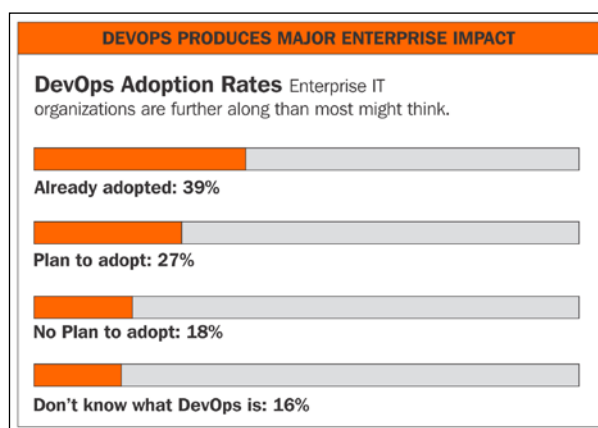 DEVOPS PRODUCES MAJOR ENTERPRISE IMPACT
DevOps Adoption Rates Enterprise IT
organizations are further along than most might think.
Already adopted: 39%
Plan to adopt: 27%
No Plan to adopt: 18%
Don't know what DevOps is: 16%